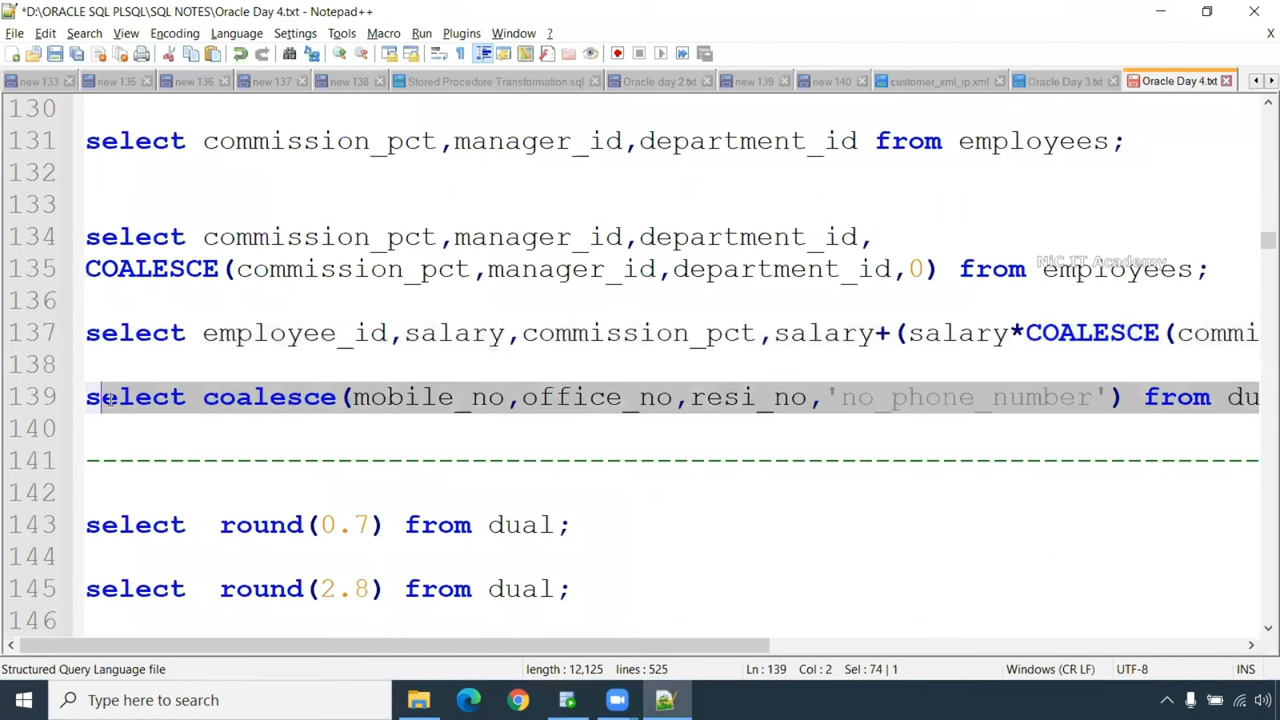 *D:\ORACLE SQL PLSQL\SQL NOTES\Oracle Day 4.txt - Notepad++
File Edit Search View Encoding Language Settings Tools Macro Run Plugins Window ? X
new 133 new 135 new 136 new 137 new 138 Stored Procedure Transformation.sql Oracle day 2.txt new 139 new 140 customer_xml_ip.xml Oracle Day 3.txt Oracle Day 4.txt
130
131 select commission_pct,manager_id,department_id from employees;
132
133
134 select commission_pct,manager_id,department_id,
135 COALESCE(commission_pct,manager_id,department_id,0) from employees;
NIC IT Academy
136
137 select employee_id,salary,commission_pct,salary+(salary*COALESCE(commi
138
139 select coalesce(mobile_no,office_no,resi_no,'no_phone_number') from du
140
141 ----------------------------------------------------------------------
142
143 select  round(0.7) from dual;
144
145 select  round(2.8) from dual;
146
Structured Query Language file length : 12,125 lines : 525 Ln : 139 Col : 2 Sel : 74 | 1 Windows (CR LF) UTF-8 INS
Type here to search